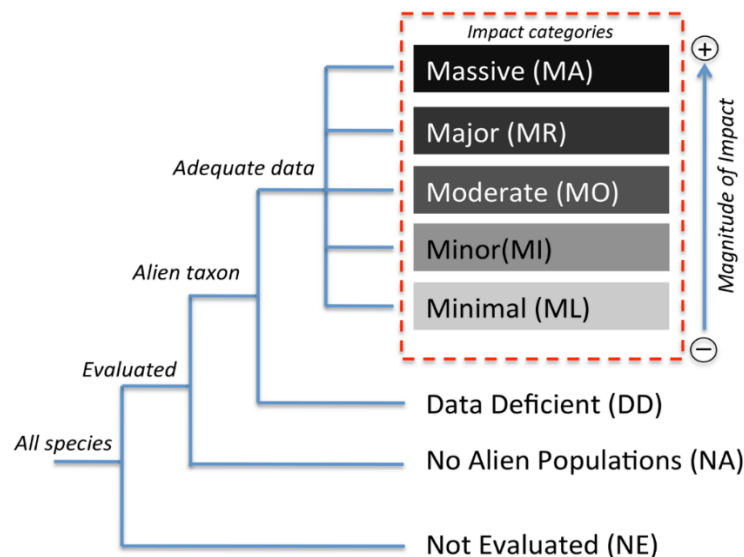 Impact categories
+
Massive (MA)
Major (MR)
Adequate data
Moderate (MO)
Magnitude of Impact
Minor(MI)
Alien taxon
Minimal (ML)
−
Evaluated
Data Deficient (DD)
All species
No Alien Populations (NA)
Not Evaluated (NE)